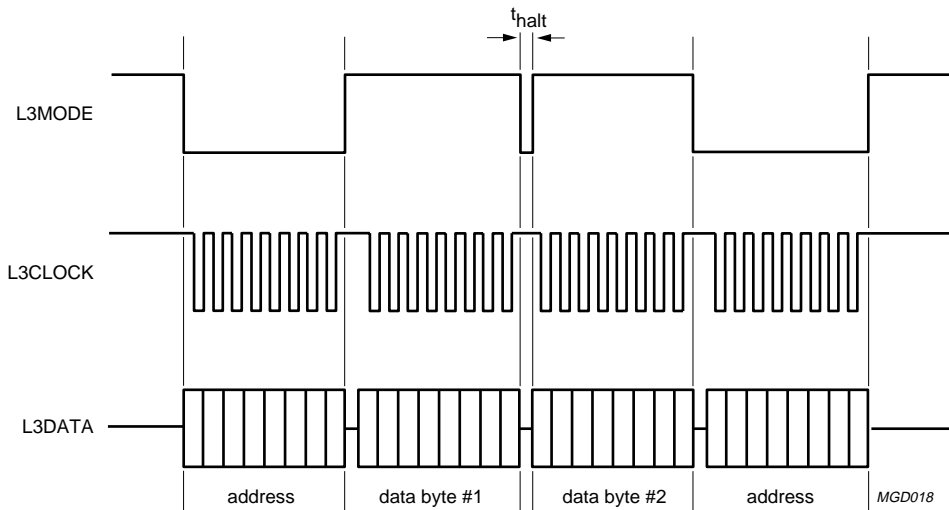 thalt
L3MODE
L3CLOCK
L3DATA
address data byte #1 data byte #2 address MGD018